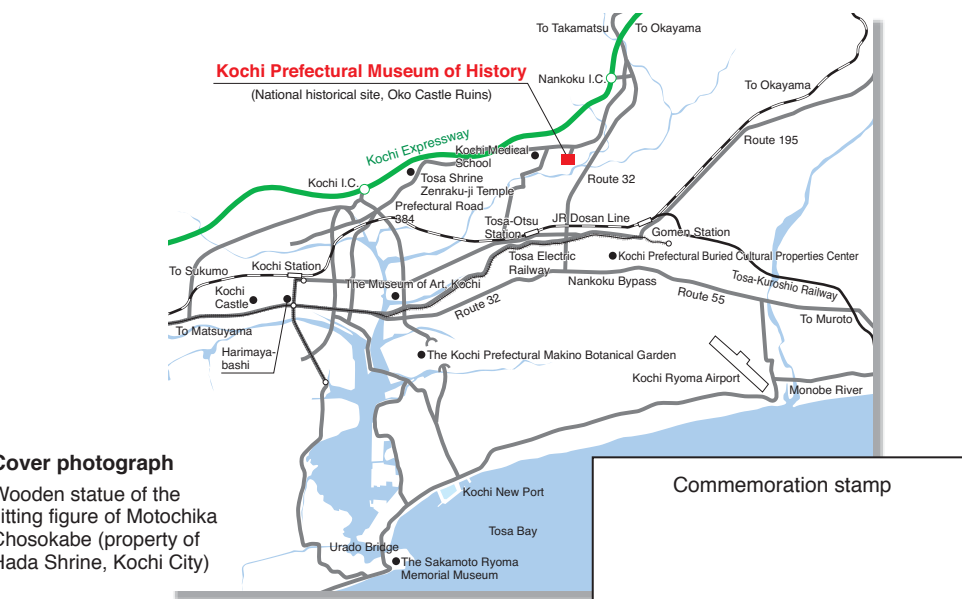 To Takamatsu
To Okayama
Kochi Prefectural Museum of History
(National historical site, Oko Castle Ruins)
Nankoku I.C.
To Okayama
Route 195
Kochi Expressway
Kochi Medical
School
Kochi I.C.
Tosa Shrine
Zenraku-ji Temple
Route 32
Prefectural Road
384
Tosa-Otsu
Station
JR Dosan Line
Gomen Station
To Sukumo
Kochi Station
Tosa Electric
Railway
Kochi Prefectural Buried Cultural Properties Center
The Museum of Art, Kochi
Nankoku Bypass
Tosa-Kuroshio Railway
Kochi
Castle
Route 32
Route 55
To Muroto
To Matsuyama
Harimaya-
bashi
The Kochi Prefectural Makino Botanical Garden
Kochi Ryoma Airport
Monobe River
Cover photograph
Wooden statue of the
sitting figure of Motochika
Chosokabe (property of
Hada Shrine, Kochi City)
Kochi New Port
Tosa Bay
Urado Bridge
The Sakamoto Ryoma
Memorial Museum
Commemoration stamp